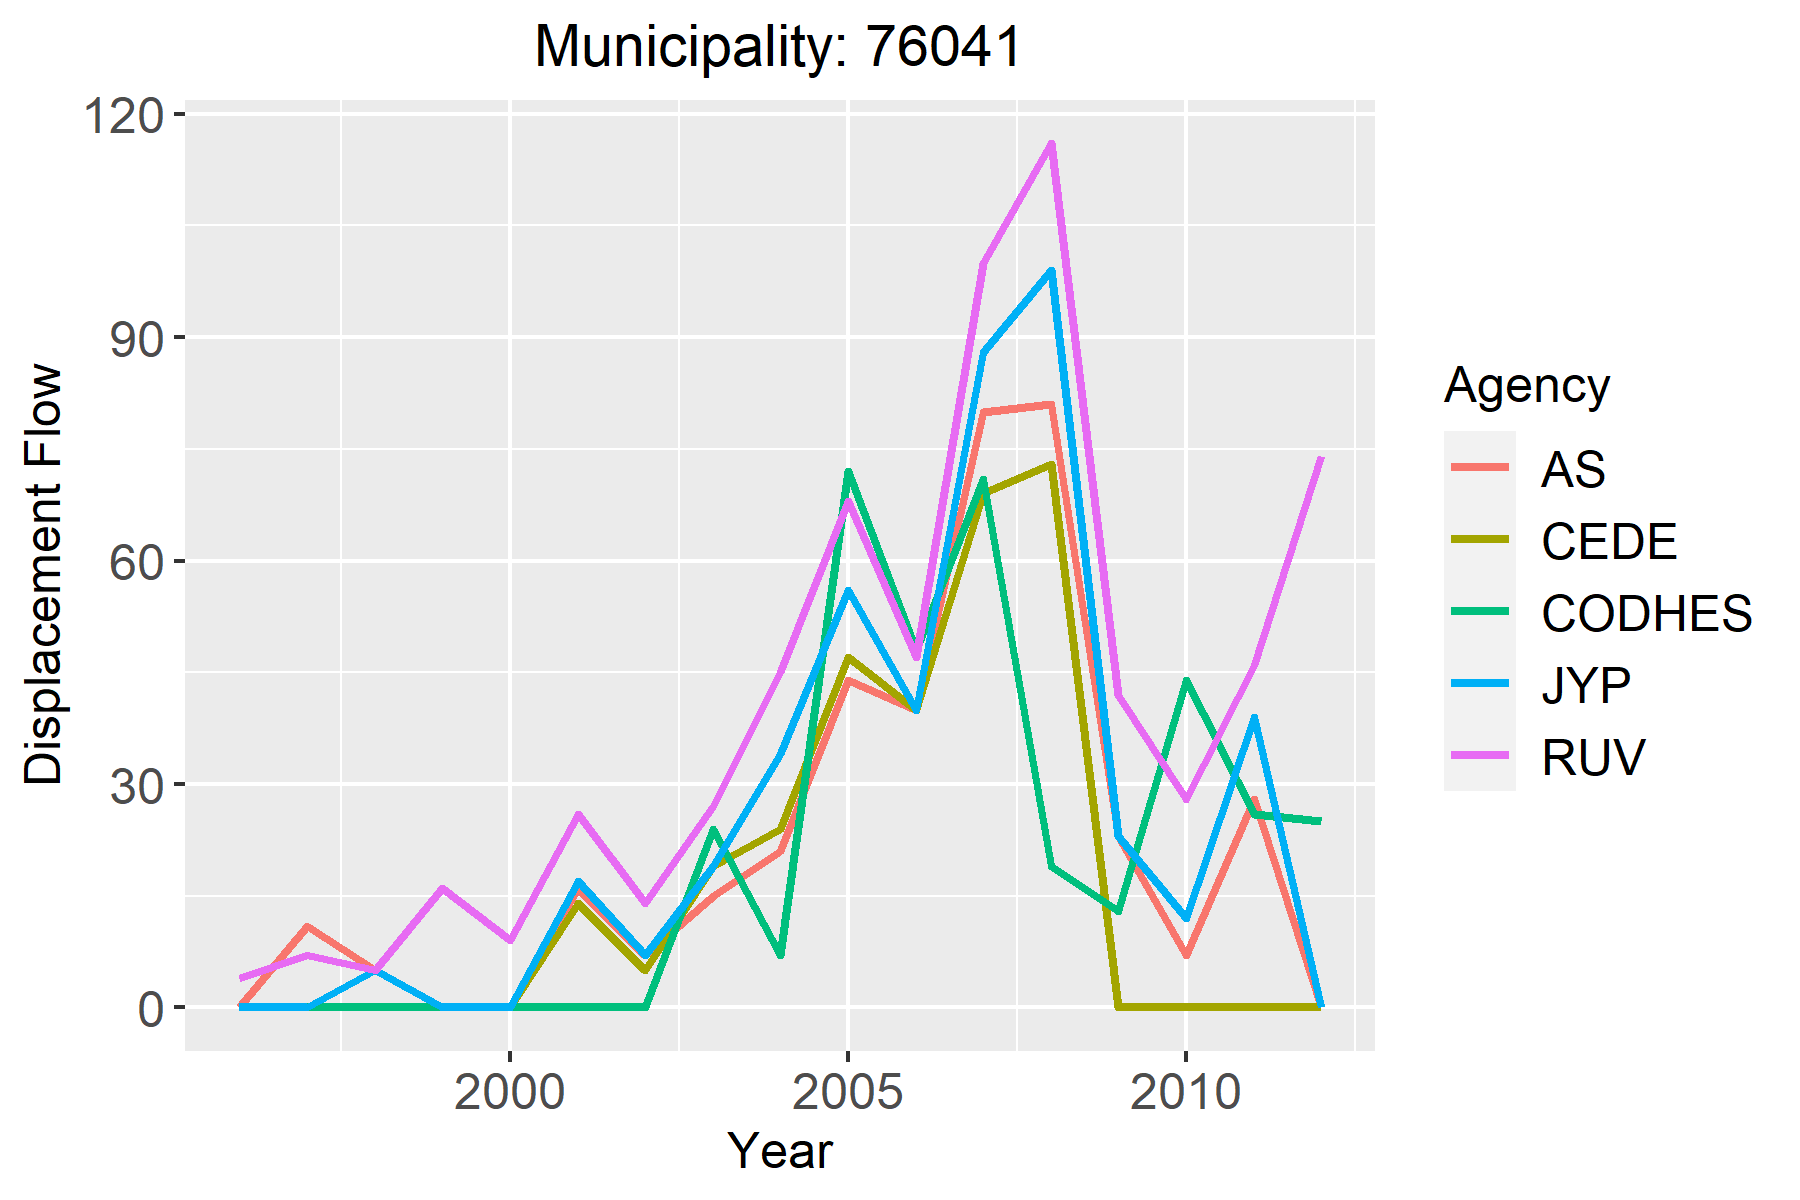 Municipality: 76041
120
90
60
30
0
Displacement Flow
2000
2005
2010
Year
Agency
AS
CEDE
CODHES
JYP
RUV